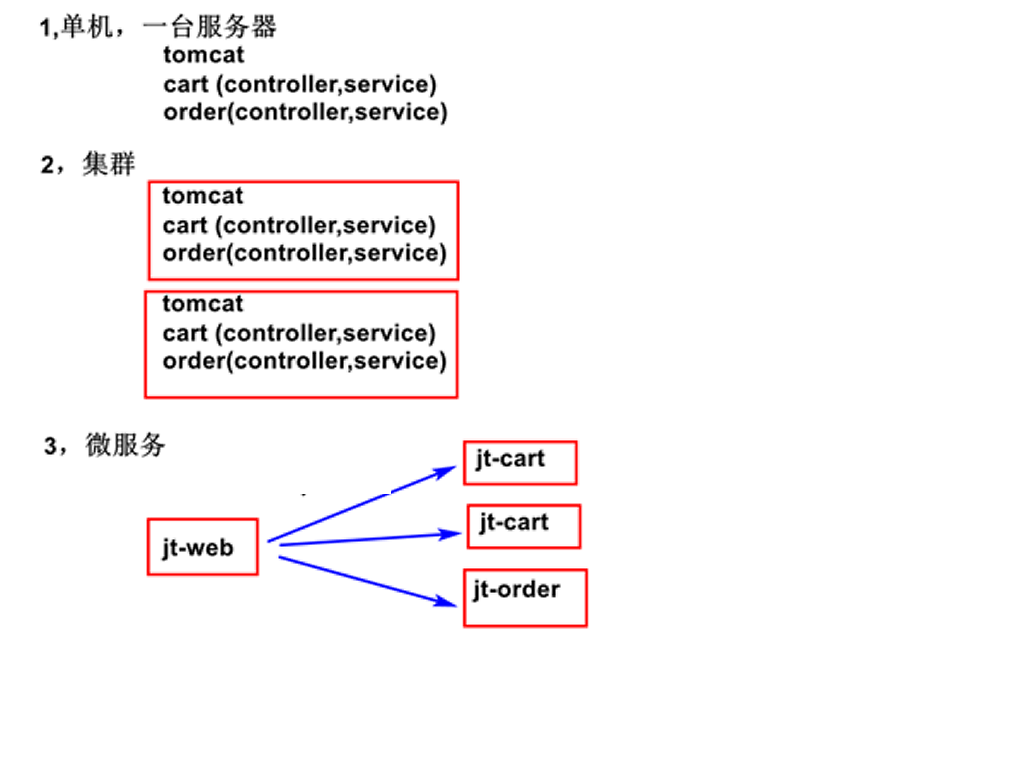 1,单机，一台服务器
tomcat
cart (controller,service)
order(controller,service)
2，集群
tomcat
cart (controller,service)
order(controller,service)
tomcat
cart (controller,service)
order(controller,service)
3，微服务
jt-cart
jt-cart
jt-web
jt-order